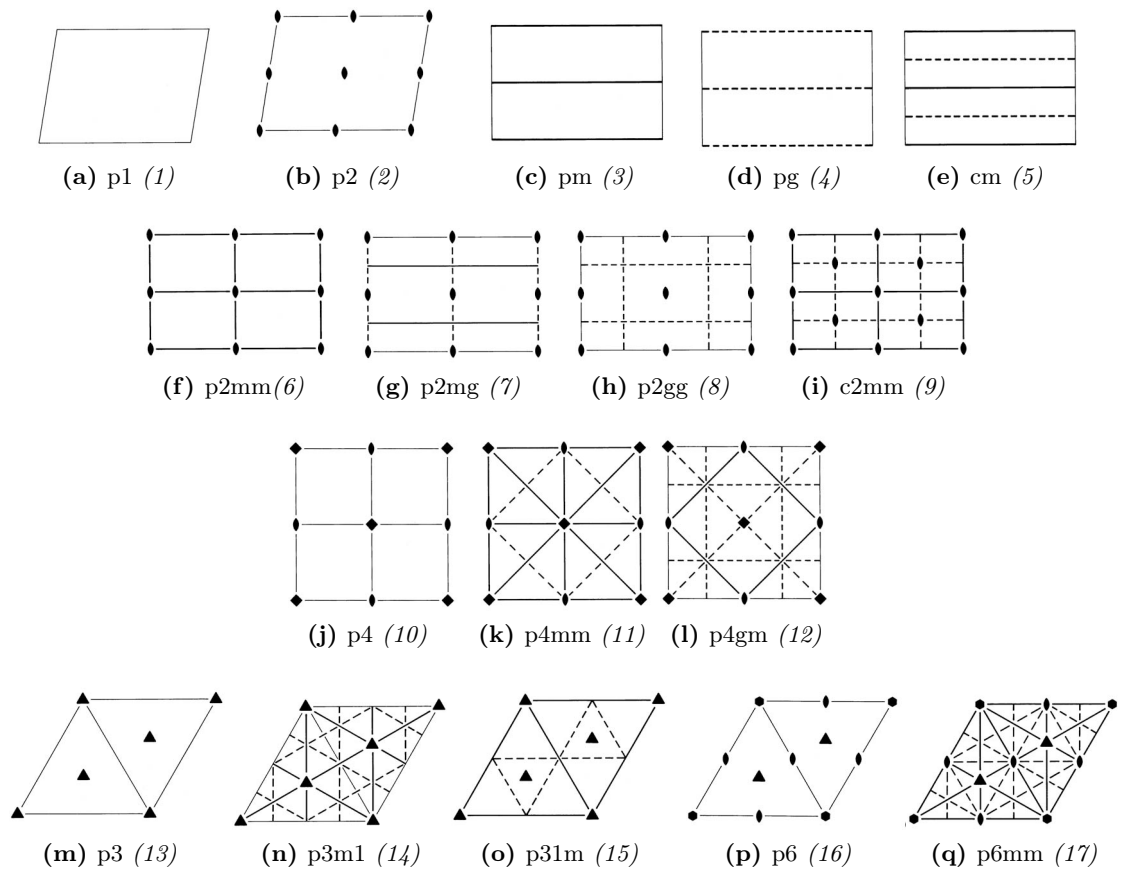 (a) p1 (1) (b) p2 (2) (c) pm (3) (d) pg (4) (e) cm (5)
(f) p2mm(6) (g) p2mg (7) (h) p2gg (8) (i) c2mm (9)
(j) p4 (10) (k) p4mm (11) (l) p4gm (12)
(m) p3 (13) (n) p3m1 (14) (o) p31m (15) (p) p6 (16) (q) p6mm (17)